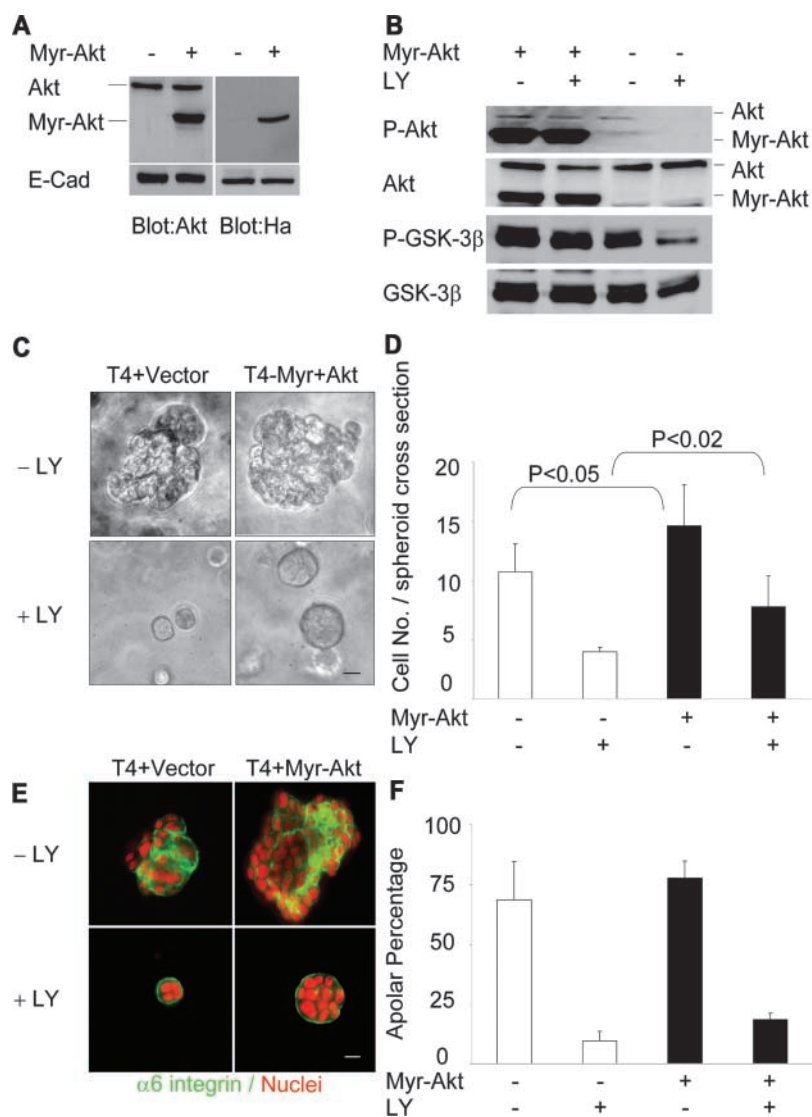 A
Myr-Akt - + - +
Akt
Myr-Akt
E-Cad
Blot:Akt Blot:Ha
B
Myr-Akt + + - -
LY - + - +
P-Akt
Akt
Myr-Akt
Akt
Akt
Myr-Akt
P-GSK-3β
GSK-3β
C
T4+Vector T4-Myr+Akt
– LY
+ LY
D
P<0.02
P<0.05
20
15
10
5
0
Cell No. / spheroid cross section
Myr-Akt - - + +
LY - + - +
E
T4+Vector T4+Myr-Akt
– LY
+ LY
α6 integrin / Nuclei
F
100
75
50
25
0
Apolar Percentage
Myr-Akt - - + +
LY - + - +